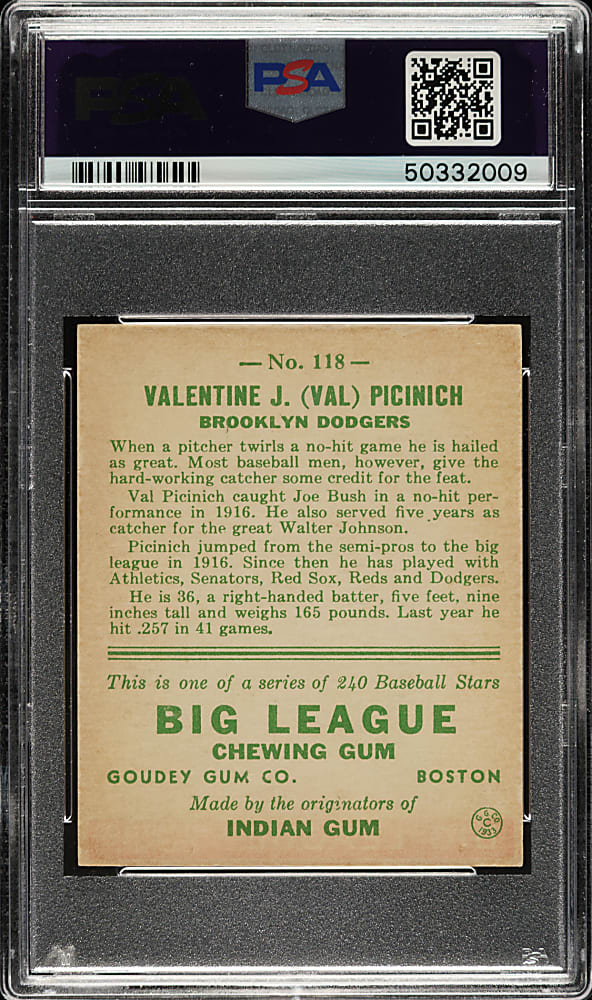 PSA
PSA
50332009
— No. 118 —
VALENTINE J. (VAL) PICINICH
BROOKLYN DODGERS
When a pitcher twirls a no-hit game he is hailed
as great. Most baseball men, however, give the
hard-working catcher some credit for the feat.
Val Picinich caught Joe Bush in a no-hit per-
formance in 1916. He also served five years as
catcher for the great Walter Johnson.
Picinich jumped from the semi-pros to the big
league in 1916. Since then he has played with
Athletics, Senators, Red Sox, Reds and Dodgers.
He is 36, a right-handed batter, five feet, nine
inches tall and weighs 165 pounds. Last year he
hit .257 in 41 games.
This is one of a series of 240 Baseball Stars
BIG LEAGUE
CHEWING GUM
GOUDEY GUM CO. BOSTON
Made by the originators of
INDIAN GUM
G G CO
C
1933